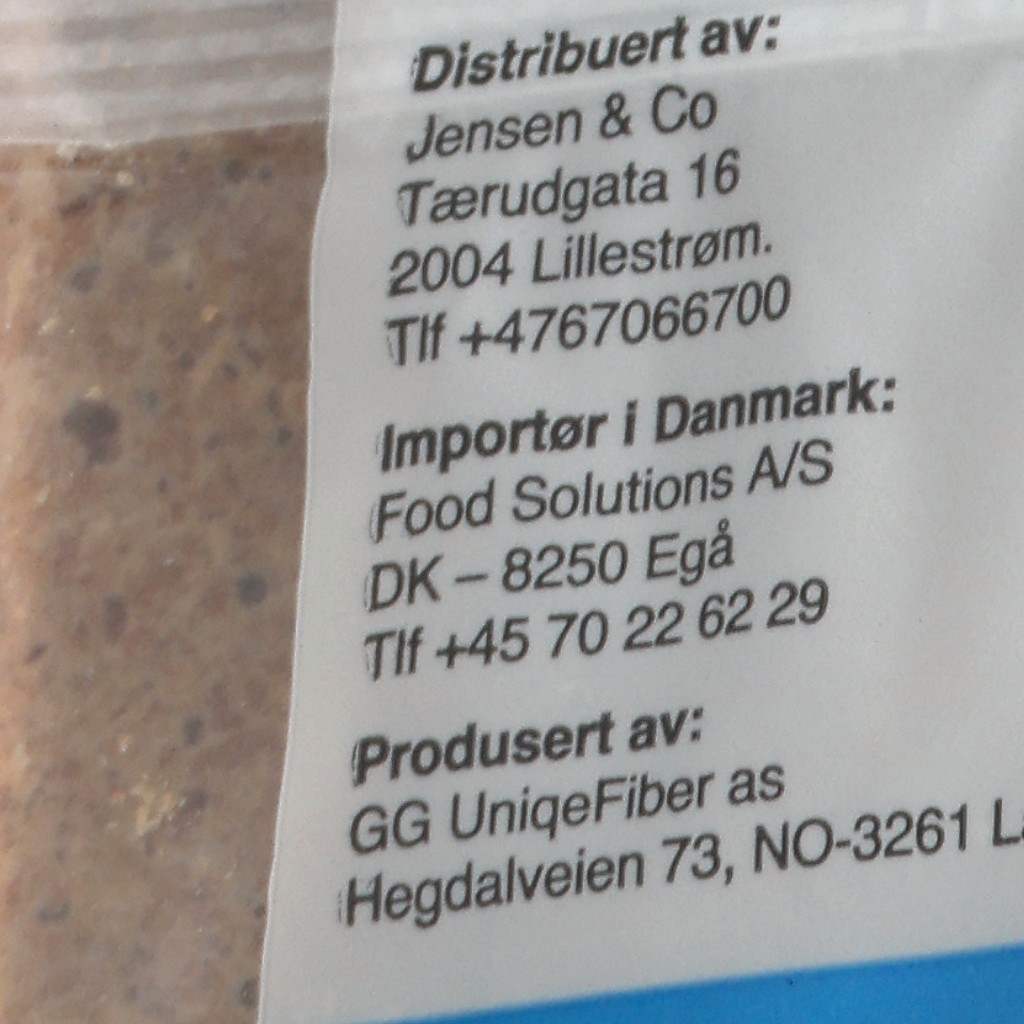 Distribuert av:
Jensen & Co
Tærudgata 16
2004 Lillestrøm.
Tlf +4767066700
Importør i Danmark:
Food Solutions A/S
DK – 8250 Egå
Tlf +45 70 22 62 29
Produsert av:
GG UniqeFiber as
Hegdalveien 73, NO-3261